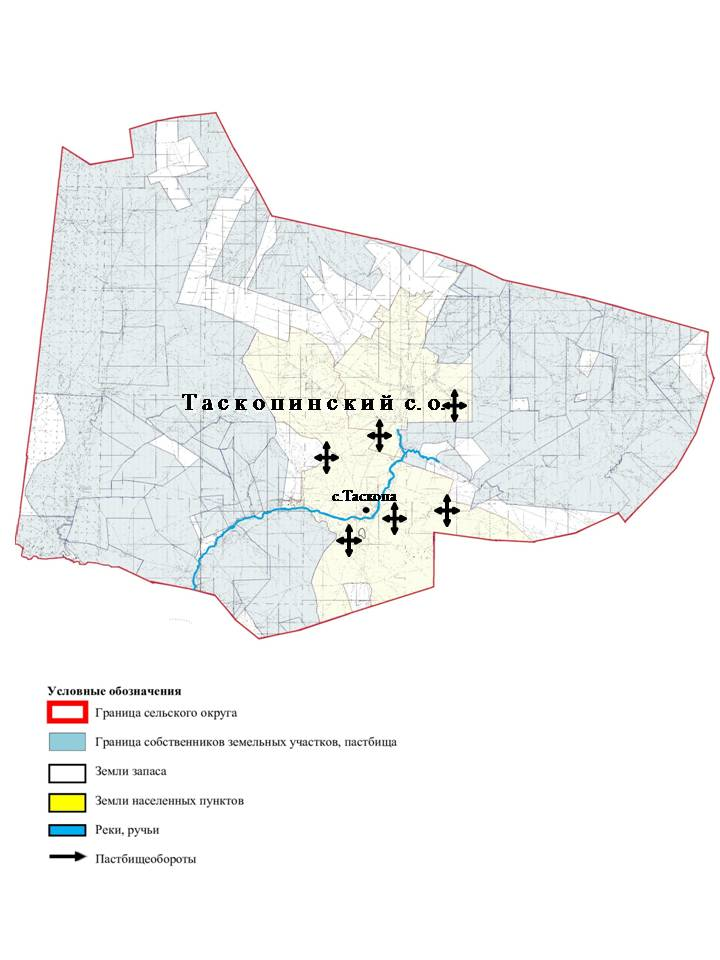 Таскопинский с.о.
с.Таскопа
Условные обозначения
Граница сельского округа
Граница собственников земельных участков, пастбища
Земли запаса
Земли населенных пунктов
Реки, ручьи
Пастбищеобороты